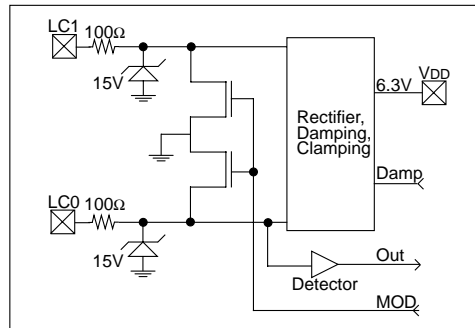 LC1 100Ω
15V
6.3V
VDD
Rectifier,
Damping,
Clamping
Damp
LC0 100Ω
15V
Detector
Out
MOD